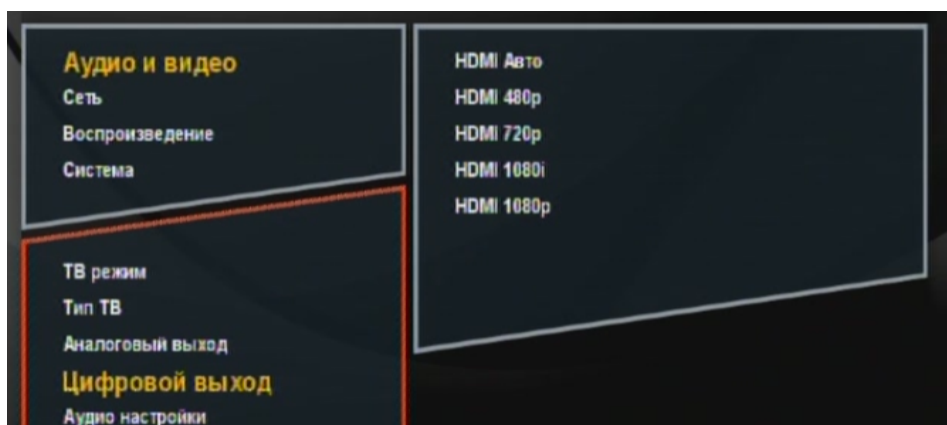 Аудио и видео
Сеть
Воспроизведение
Система
ТВ режим
Тип ТВ
Аналоговый выход
Цифровой выход
Аудио настройки
HDMI Авто
HDMI 480p
HDMI 720p
HDMI 1080i
HDMI 1080p